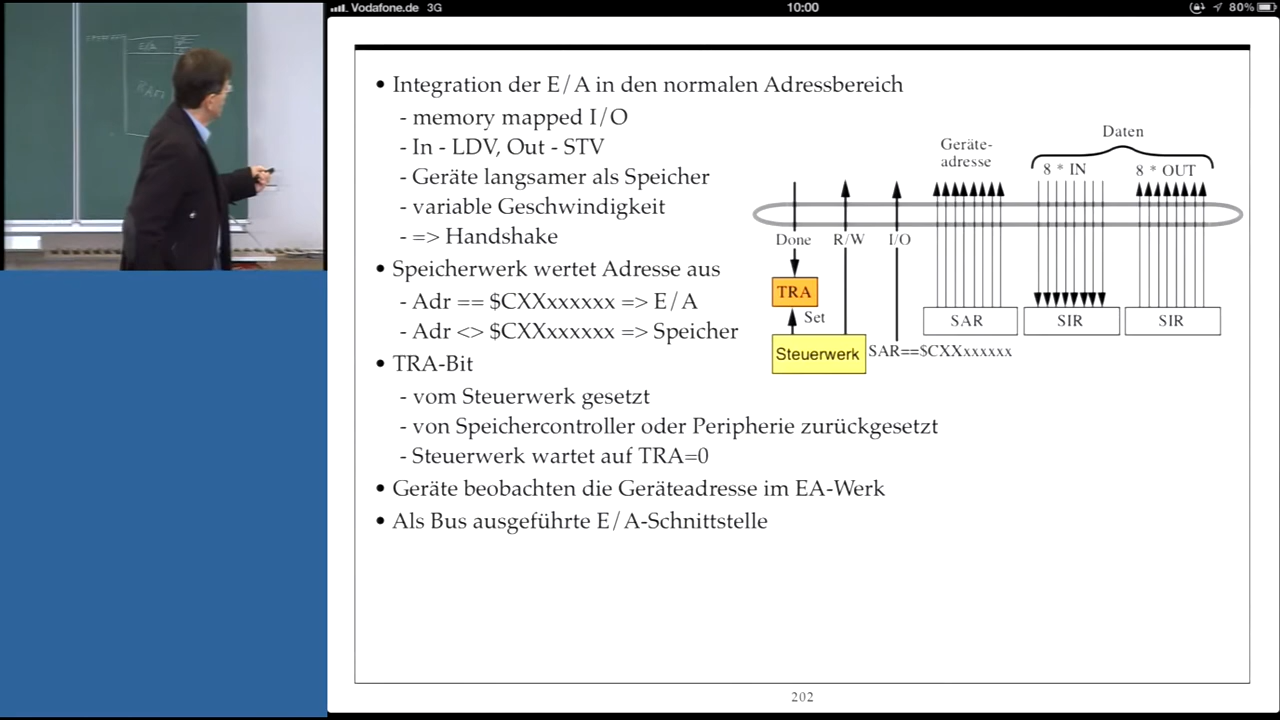 Vodafone.de 3G
10:00
80%
• Integration der E/A in den normalen Adressbereich
- memory mapped I/O
- In - LDV, Out - STV
- Geräte langsamer als Speicher
- variable Geschwindigkeit
- => Handshake
• Speicherwerk wertet Adresse aus
- Adr == $CXXxxxxxx => E/A
- Adr <> $CXXxxxxxx => Speicher
• TRA-Bit
- vom Steuerwerk gesetzt
- von Speichercontroller oder Peripherie zurückgesetzt
- Steuerwerk wartet auf TRA=0
• Geräte beobachten die Geräteadresse im EA-Werk
• Als Bus ausgeführte E/A-Schnittstelle
Daten
Geräte-
adresse
8 * IN
8 * OUT
Done
R/W
I/O
TRA
Set
SAR
SIR
SIR
Steuerwerk
SAR==$CXXxxxxxx
202
E/A